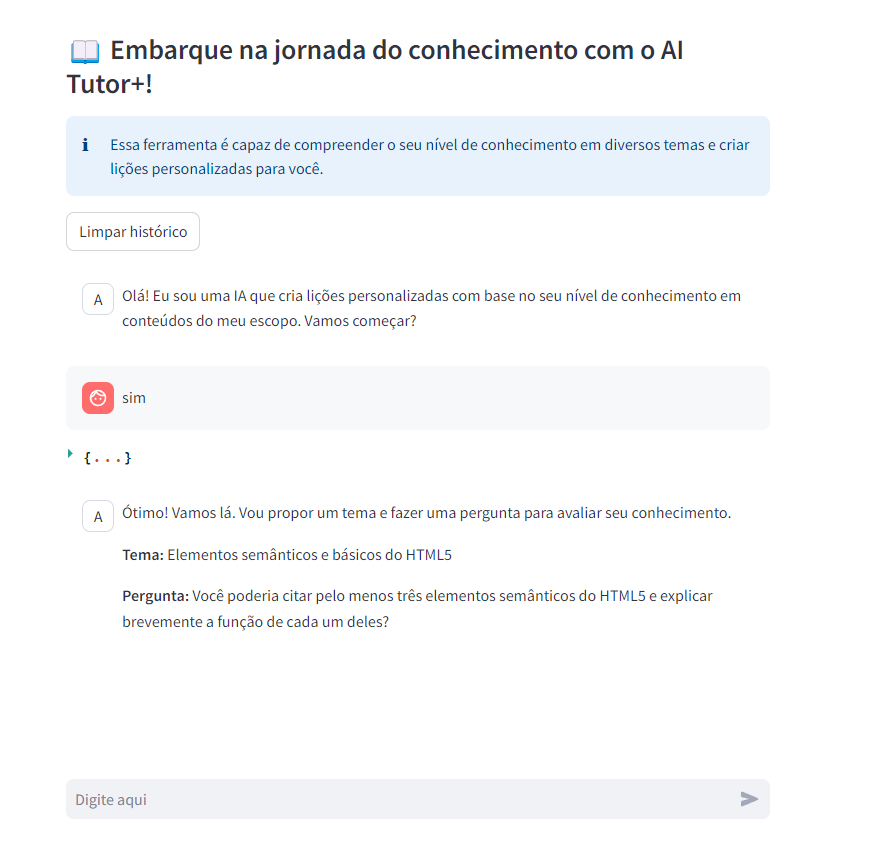 📖 Embarque na jornada do conhecimento com o AI
Tutor+!
ℹ Essa ferramenta é capaz de compreender o seu nível de conhecimento em diversos temas e criar
lições personalizadas para você.
Limpar histórico
A Olá! Eu sou uma IA que cria lições personalizadas com base no seu nível de conhecimento em
conteúdos do meu escopo. Vamos começar?
sim
{...}
A Ótimo! Vamos lá. Vou propor um tema e fazer uma pergunta para avaliar seu conhecimento.
Tema: Elementos semânticos e básicos do HTML5
Pergunta: Você poderia citar pelo menos três elementos semânticos do HTML5 e explicar
brevemente a função de cada um deles?
Digite aqui